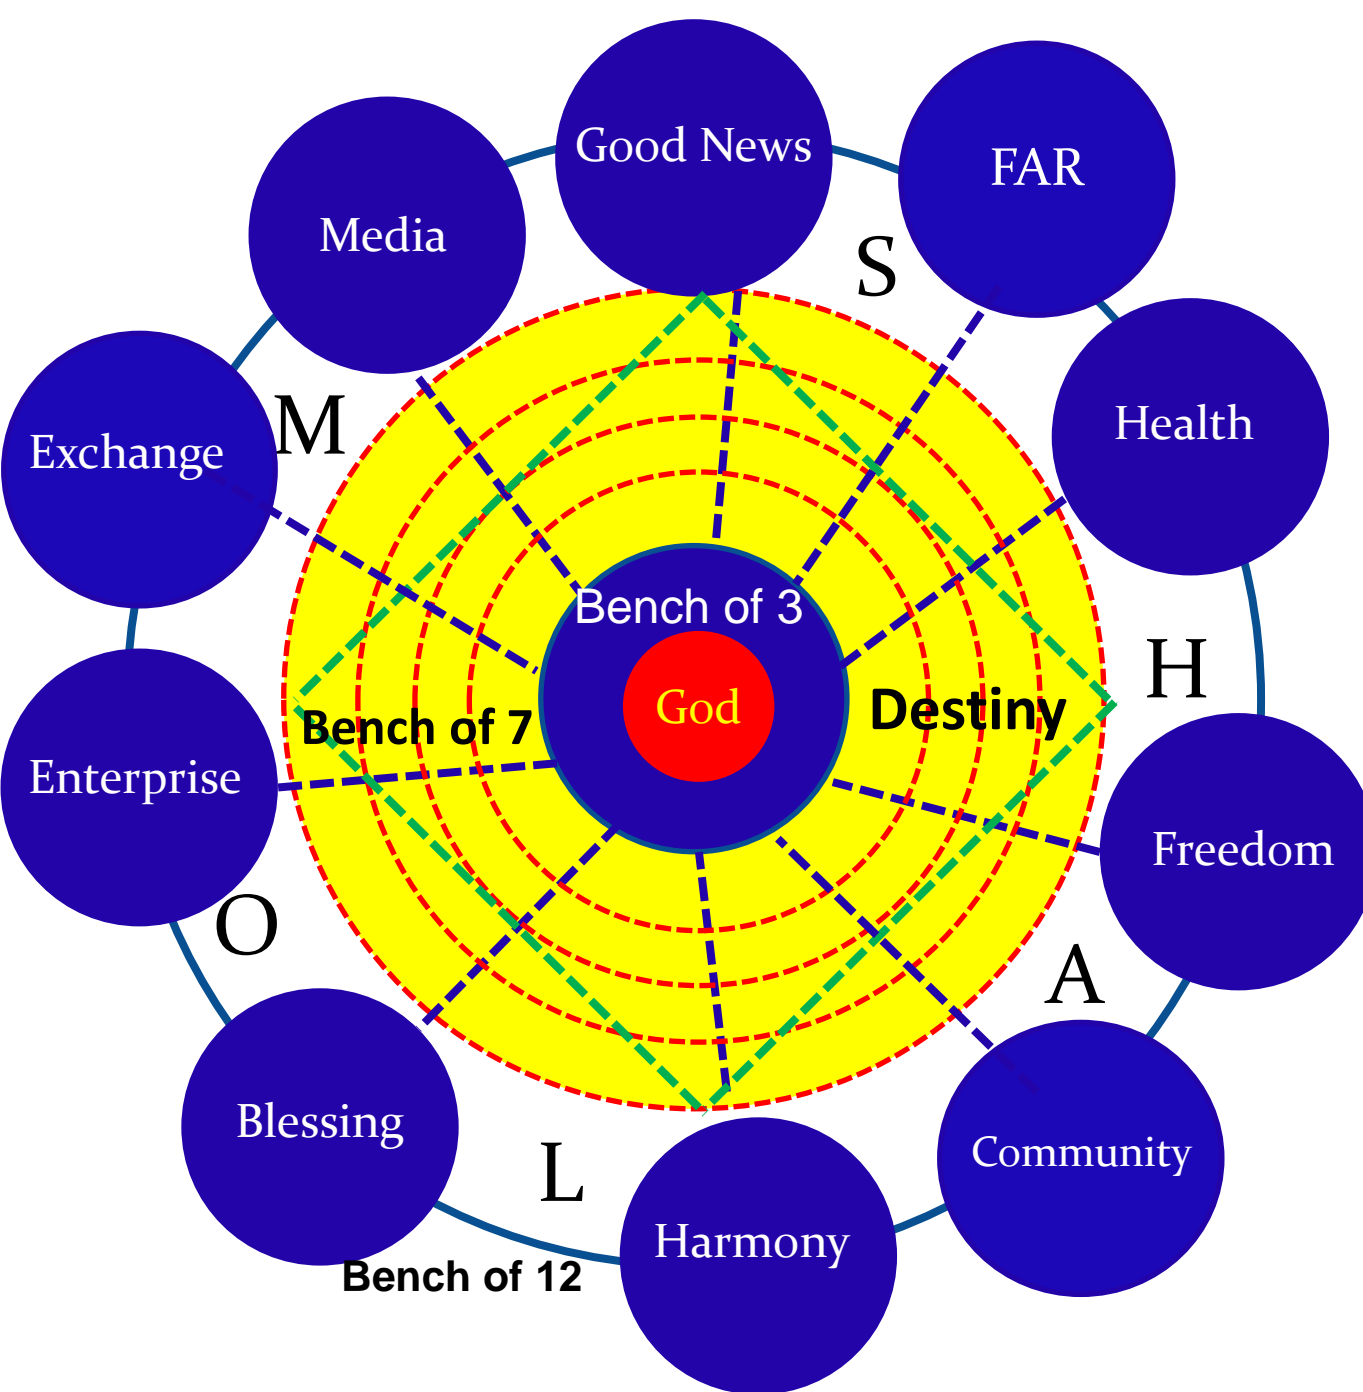 Good News
FAR
Media
S
Health
M
Exchange
Bench of 3
H
God
Destiny
Bench of 7
Enterprise
Freedom
O
A
Blessing
L
Community
Harmony
Bench of 12